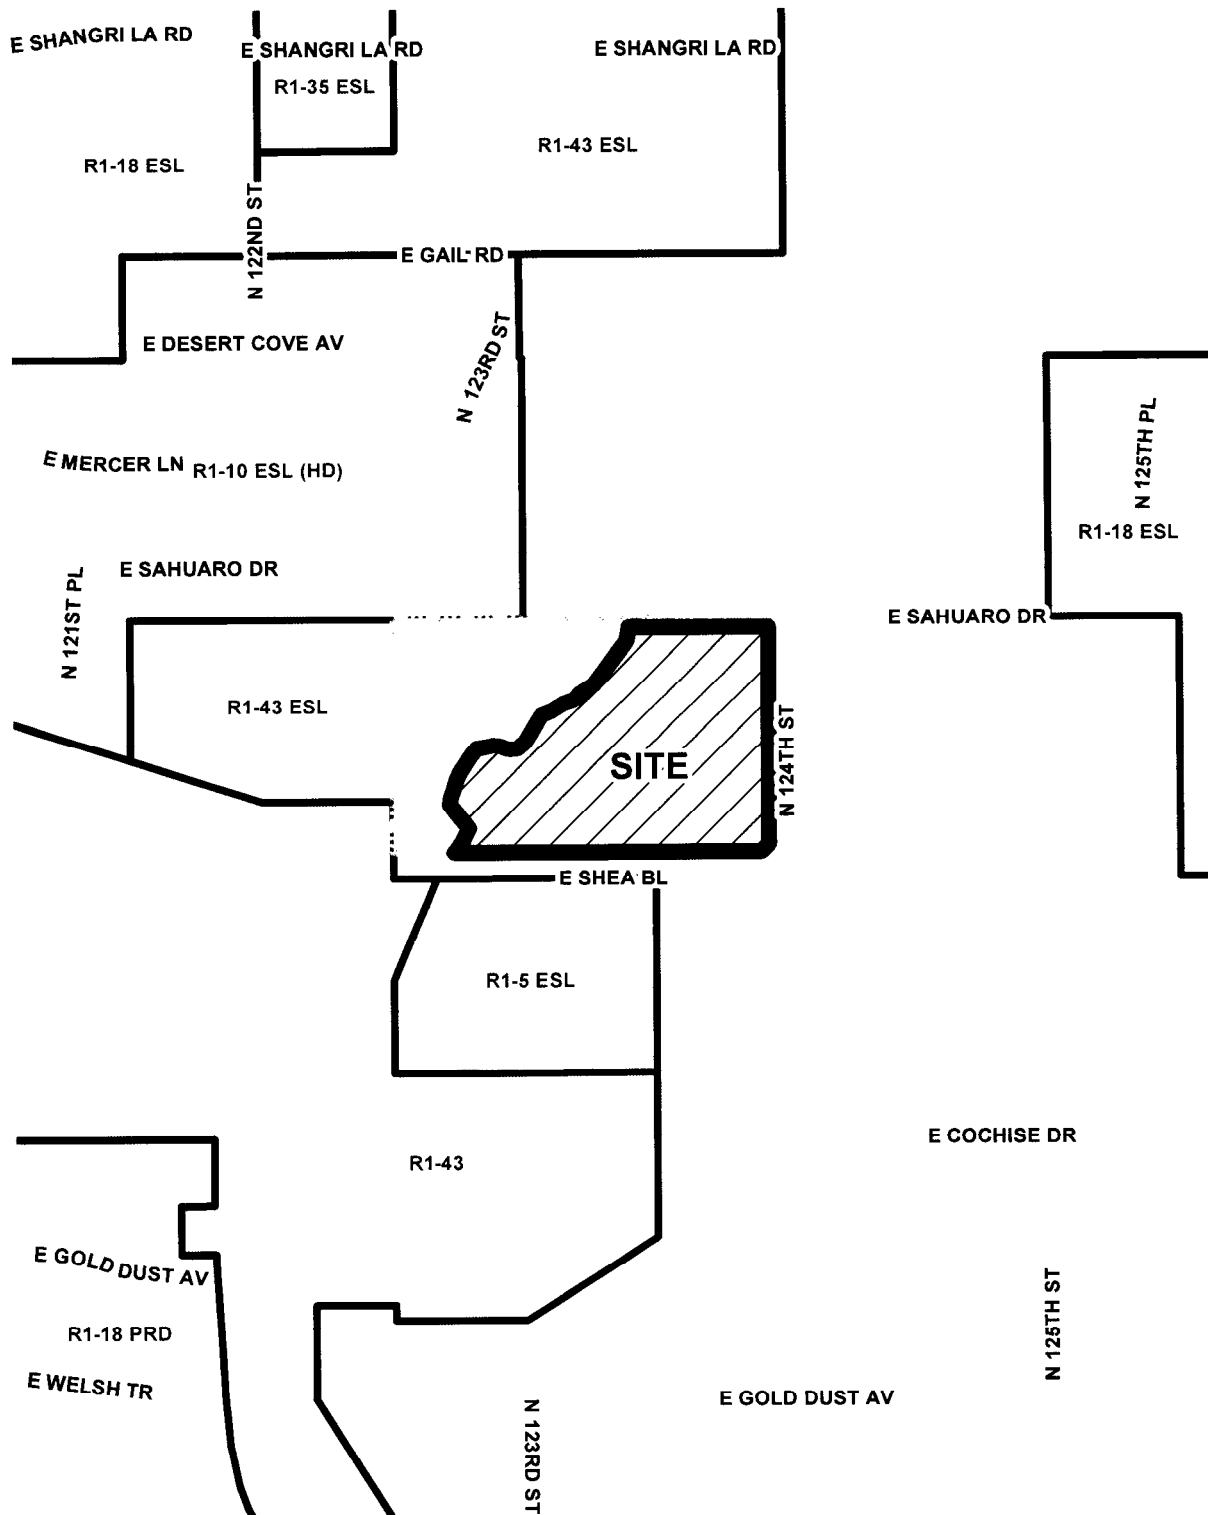 E SHANGRI LA RD
E SHANGRI LA RD
E SHANGRI LA RD
R1-35 ESL
R1-43 ESL
R1-18 ESL
N 122ND ST
E GAIL RD
E DESERT COVE AV
N 123RD ST
N 125TH PL
E MERCER LN
R1-10 ESL (HD)
R1-18 ESL
E SAHUARO DR
N 121ST PL
E SAHUARO DR
R1-43 ESL
SITE
N 124TH ST
E SHEA BL
R1-5 ESL
E COCHISE DR
R1-43
E GOLD DUST AV
N 125TH ST
R1-18 PRD
E WELSH TR
E GOLD DUST AV
N 123RD ST